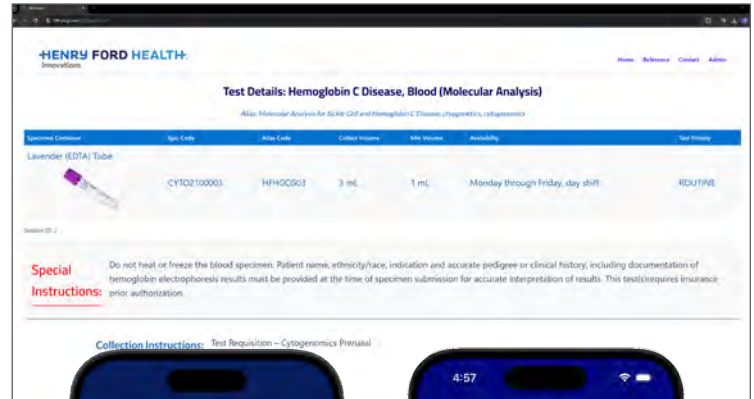 HENRY FORD HEALTH
Innovations
Home Reference Contact Admin
Test Details: Hemoglobin C Disease, Blood (Molecular Analysis)
Alias: Molecular Analysis for Sickle Cell and Hemoglobin C Disease, cytogenetics, cytogenomics
Specimen Container Epic Code Atlas Code Collect Volume Min Volume Availability Test Priority
Lavender (EDTA) Tube
CYTO2100003 HFHGCG03 3 mL 1 mL Monday through Friday, day shift ROUTINE
Session ID: 2
Special Instructions:
Do not heat or freeze the blood specimen. Patient name, ethnicity/race, indication and accurate pedigree or clinical history, including documentation of
hemoglobin electrophoresis results must be provided at the time of specimen submission for accurate interpretation of results. This test(s)requires insurance
prior authorization.
Collection Instructions: Test Requisition – Cytogenomics Prenatal
4:57